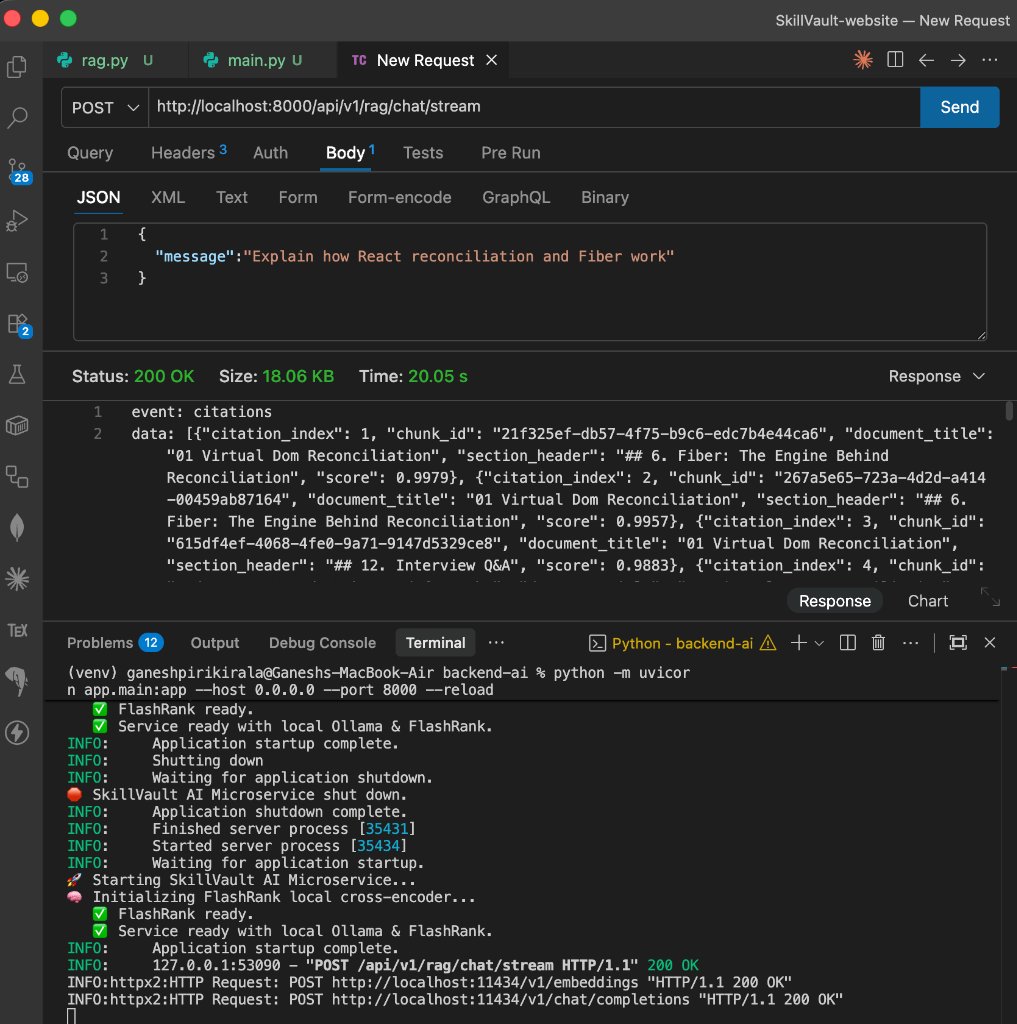 SkillVault-website — New Request
rag.py U main.py U TC New Request
POST http://localhost:8000/api/v1/rag/chat/stream Send
Query Headers 3 Auth Body 1 Tests Pre Run
28
JSON XML Text Form Form-encode GraphQL Binary
1 {
2 "message":"Explain how React reconciliation and Fiber work"
3 }
2
Status: 200 OK Size: 18.06 KB Time: 20.05 s Response
1 event: citations
2 data: [{"citation_index": 1, "chunk_id": "21f325ef-db57-4f75-b9c6-edc7b4e44ca6", "document_title":
"01 Virtual Dom Reconciliation", "section_header": "## 6. Fiber: The Engine Behind
Reconciliation", "score": 0.9979}, {"citation_index": 2, "chunk_id": "267a5e65-723a-4d2d-a414
-00459ab87164", "document_title": "01 Virtual Dom Reconciliation", "section_header": "## 6.
Fiber: The Engine Behind Reconciliation", "score": 0.9957}, {"citation_index": 3, "chunk_id":
"615df4ef-4068-4fe0-9a71-9147d5329ce8", "document_title": "01 Virtual Dom Reconciliation",
"section_header": "## 12. Interview Q&A", "score": 0.9883}, {"citation_index": 4, "chunk_id":
Response Chart
TEX
Problems 12 Output Debug Console Terminal ··· Python - backend-ai
(venv) ganeshpirikirala@Ganeshs-MacBook-Air backend-ai % python -m uvicor
n app.main:app --host 0.0.0.0 --port 8000 --reload
✅ FlashRank ready.
✅ Service ready with local Ollama & FlashRank.
INFO: Application startup complete.
INFO: Shutting down
INFO: Waiting for application shutdown.
🛑 SkillVault AI Microservice shut down.
INFO: Application shutdown complete.
INFO: Finished server process [35431]
INFO: Started server process [35434]
INFO: Waiting for application startup.
🚀 Starting SkillVault AI Microservice...
🧠 Initializing FlashRank local cross-encoder...
✅ FlashRank ready.
✅ Service ready with local Ollama & FlashRank.
INFO: Application startup complete.
INFO: 127.0.0.1:53090 - "POST /api/v1/rag/chat/stream HTTP/1.1" 200 OK
INFO:httpx2:HTTP Request: POST http://localhost:11434/v1/embeddings "HTTP/1.1 200 OK"
INFO:httpx2:HTTP Request: POST http://localhost:11434/v1/chat/completions "HTTP/1.1 200 OK"